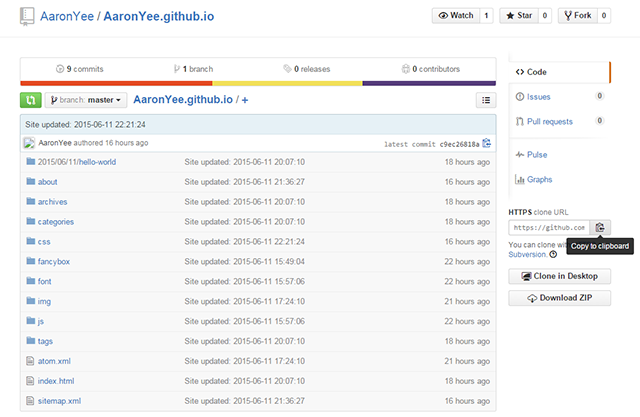 AaronYee / AaronYee.github.io
Watch 1 Star 0 Fork 0
9 commits 1 branch 0 releases 0 contributors
branch: master AaronYee.github.io / +
Site updated: 2015-06-11 22:21:24
AaronYee authored 16 hours ago latest commit c9ec26818a
2015/06/11/hello-world Site updated: 2015-06-11 20:07:10 18 hours ago
about Site updated: 2015-06-11 21:36:27 16 hours ago
archives Site updated: 2015-06-11 20:07:10 18 hours ago
categories Site updated: 2015-06-11 20:07:10 18 hours ago
css Site updated: 2015-06-11 22:21:24 16 hours ago
fancybox Site updated: 2015-06-11 15:49:04 22 hours ago
font Site updated: 2015-06-11 15:57:06 22 hours ago
img Site updated: 2015-06-11 17:24:10 21 hours ago
js Site updated: 2015-06-11 15:57:06 22 hours ago
tags Site updated: 2015-06-11 20:07:10 18 hours ago
atom.xml Site updated: 2015-06-11 17:24:10 21 hours ago
index.html Site updated: 2015-06-11 20:07:10 18 hours ago
sitemap.xml Site updated: 2015-06-11 21:36:27 16 hours ago
Code
Issues 0
Pull requests 0
Pulse
Graphs
HTTPS clone URL
https://github.com
Copy to clipboard
You can clone wit
Subversion.
Clone in Desktop
Download ZIP